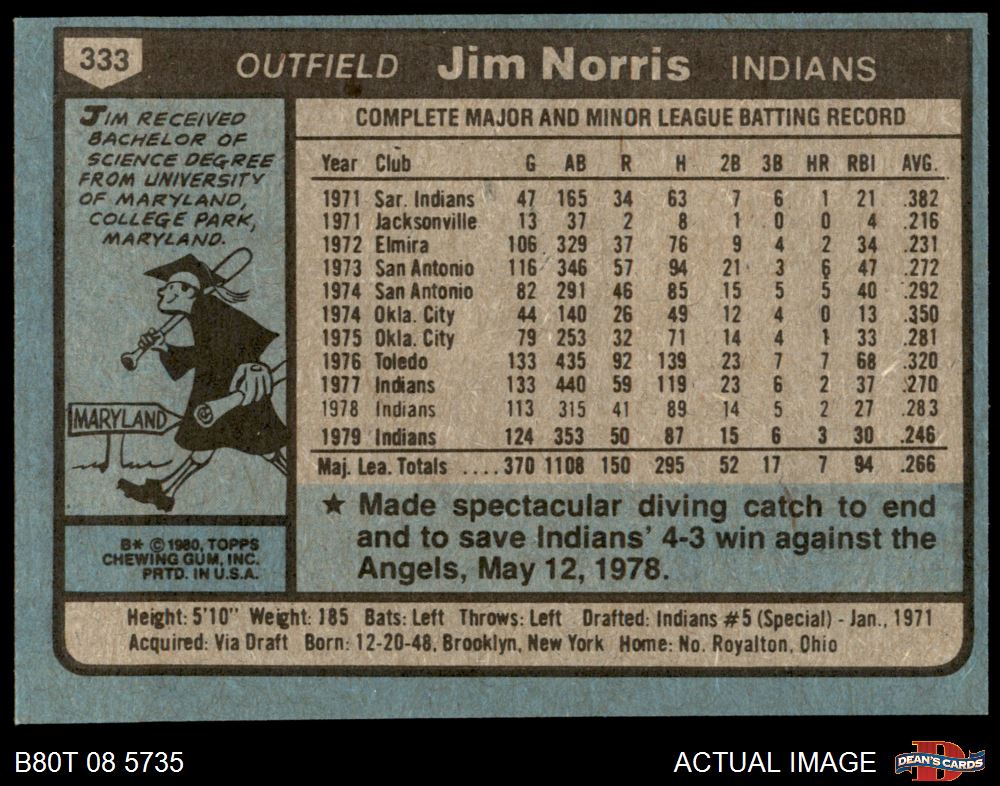 333
OUTFIELD Jim Norris INDIANS
JIM RECEIVED
BACHELOR OF
SCIENCE DEGREE
FROM UNIVERSITY
OF MARYLAND,
COLLEGE PARK,
MARYLAND.
MARYLAND
B* © 1980, TOPPS
CHEWING GUM, INC.
PRTD. IN U.S.A.
COMPLETE MAJOR AND MINOR LEAGUE BATTING RECORD
Year Club G AB R H 2B 3B HR RBI AVG.
1971 Sar. Indians 47 165 34 63 7 6 1 21 .382
1971 Jacksonville 13 37 2 8 1 0 0 4 .216
1972 Elmira 106 329 37 76 9 4 2 34 .231
1973 San Antonio 116 346 57 94 21 3 6 47 .272
1974 San Antonio 82 291 46 85 15 5 5 40 .292
1974 Okla. City 44 140 26 49 12 4 0 13 .350
1975 Okla. City 79 253 32 71 14 4 1 33 .281
1976 Toledo 133 435 92 139 23 7 7 68 .320
1977 Indians 133 440 59 119 23 6 2 37 .270
1978 Indians 113 315 41 89 14 5 2 27 .283
1979 Indians 124 353 50 87 15 6 3 30 .246
Maj. Lea. Totals .... 370 1108 150 295 52 17 7 94 .266
★ Made spectacular diving catch to end
and to save Indians' 4-3 win against the
Angels, May 12, 1978.
Height: 5'10" Weight: 185 Bats: Left Throws: Left Drafted: Indians #5 (Special) - Jan., 1971
Acquired: Via Draft Born: 12-20-48, Brooklyn, New York Home: No. Royalton, Ohio
B80T 08 5735
ACTUAL IMAGE
DEAN'S CARDS